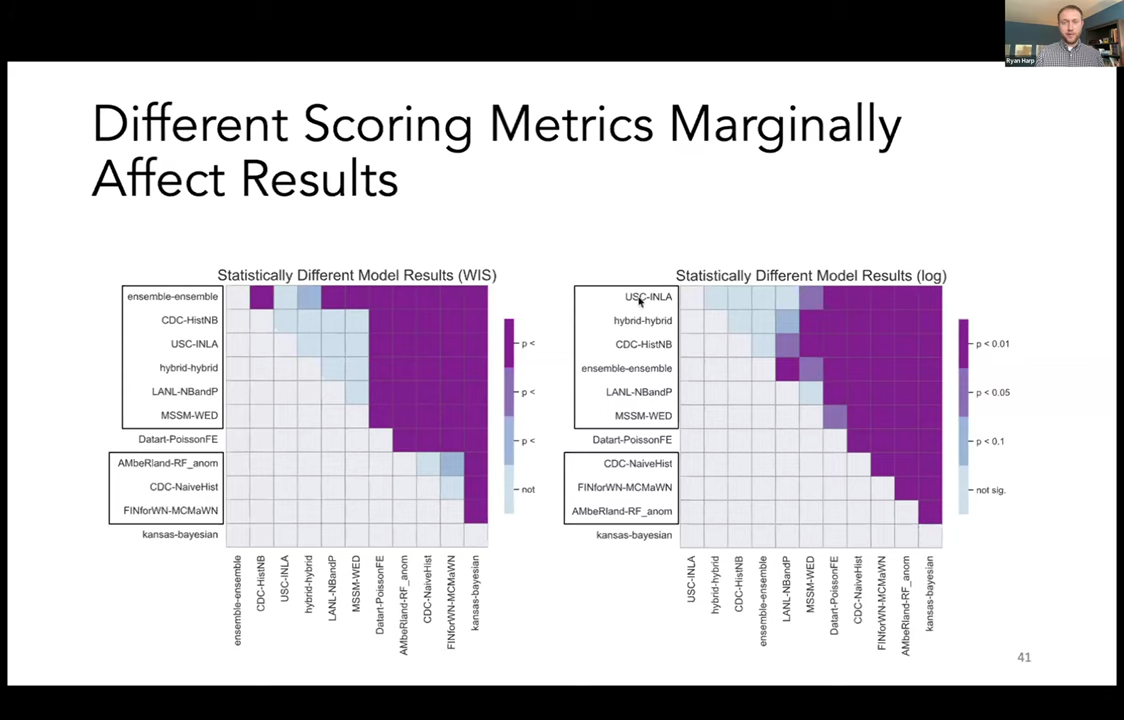 Ryan Harp
Different Scoring Metrics Marginally
Affect Results
Statistically Different Model Results (WIS)
ensemble-ensemble
CDC-HistNB
USC-INLA
hybrid-hybrid
LANL-NBandP
MSSM-WED
Datart-PoissonFE
AMbeRland-RF_anom
CDC-NaiveHist
FINforWN-MCMaWN
kansas-bayesian
ensemble-ensemble
CDC-HistNB
USC-INLA
hybrid-hybrid
LANL-NBandP
MSSM-WED
Datart-PoissonFE
AMbeRland-RF_anom
CDC-NaiveHist
FINforWN-MCMaWN
kansas-bayesian
p <
p <
p <
not
Statistically Different Model Results (log)
USC-INLA
hybrid-hybrid
CDC-HistNB
ensemble-ensemble
LANL-NBandP
MSSM-WED
Datart-PoissonFE
CDC-NaiveHist
FINforWN-MCMaWN
AMbeRland-RF_anom
kansas-bayesian
USC-INLA
hybrid-hybrid
CDC-HistNB
ensemble-ensemble
LANL-NBandP
MSSM-WED
Datart-PoissonFE
CDC-NaiveHist
FINforWN-MCMaWN
AMbeRland-RF_anom
kansas-bayesian
p < 0.01
p < 0.05
p < 0.1
not sig.
41